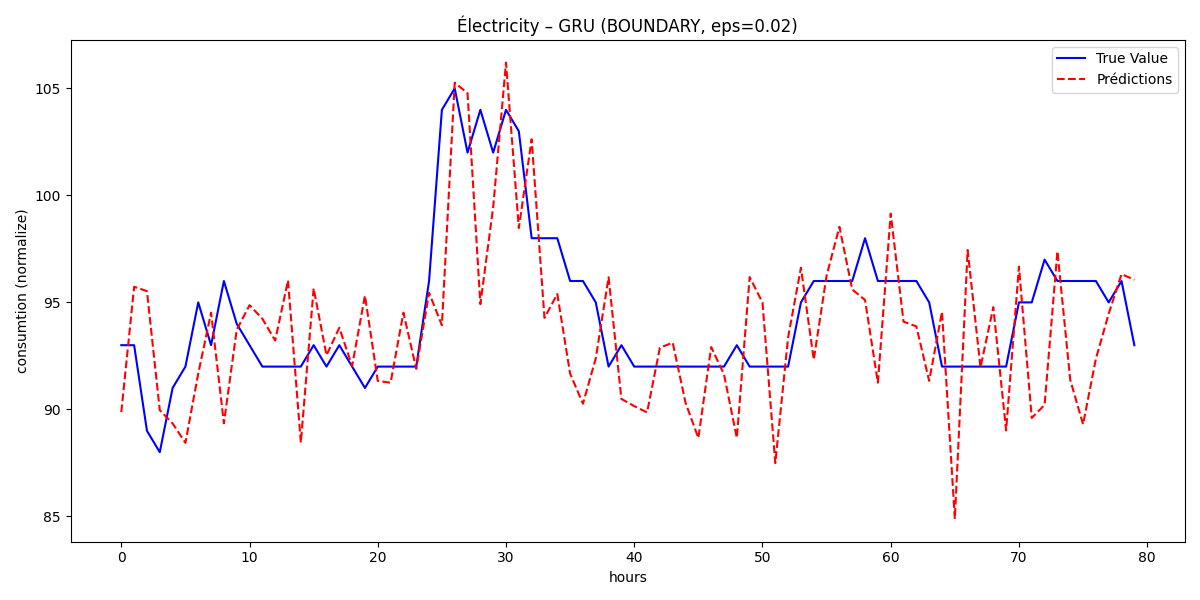 Électricity – GRU (BOUNDARY, eps=0.02)
True Value
Prédictions
consumtion (normalize)
105
100
95
90
85
0 10 20 30 40 50 60 70 80
hours